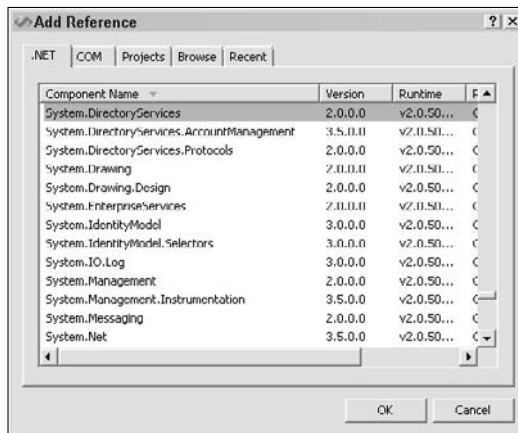 Add Reference
.NET COM Projects Browse Recent
Component Name Version Runtime
System.DirectoryServices 2.0.0.0 v2.0.50...
System.DirectoryServices.AccountManagement 3.5.0.0 v2.0.50...
System.DirectoryServices.Protocols 2.0.0.0 v2.0.50...
System.Drawing 2.0.0.0 v2.0.50...
System.Drawing.Design 2.0.0.0 v2.0.50...
System.EnterpriseServices 2.0.0.0 v2.0.50...
System.IdentityModel 3.0.0.0 v2.0.50...
System.IdentityModel.Selectors 3.0.0.0 v2.0.50...
System.IO.Log 3.0.0.0 v2.0.50...
System.Management 2.0.0.0 v2.0.50...
System.Management.Instrumentation 3.5.0.0 v2.0.50...
System.Messaging 2.0.0.0 v2.0.50...
System.Net 3.5.0.0 v2.0.50...
OK Cancel